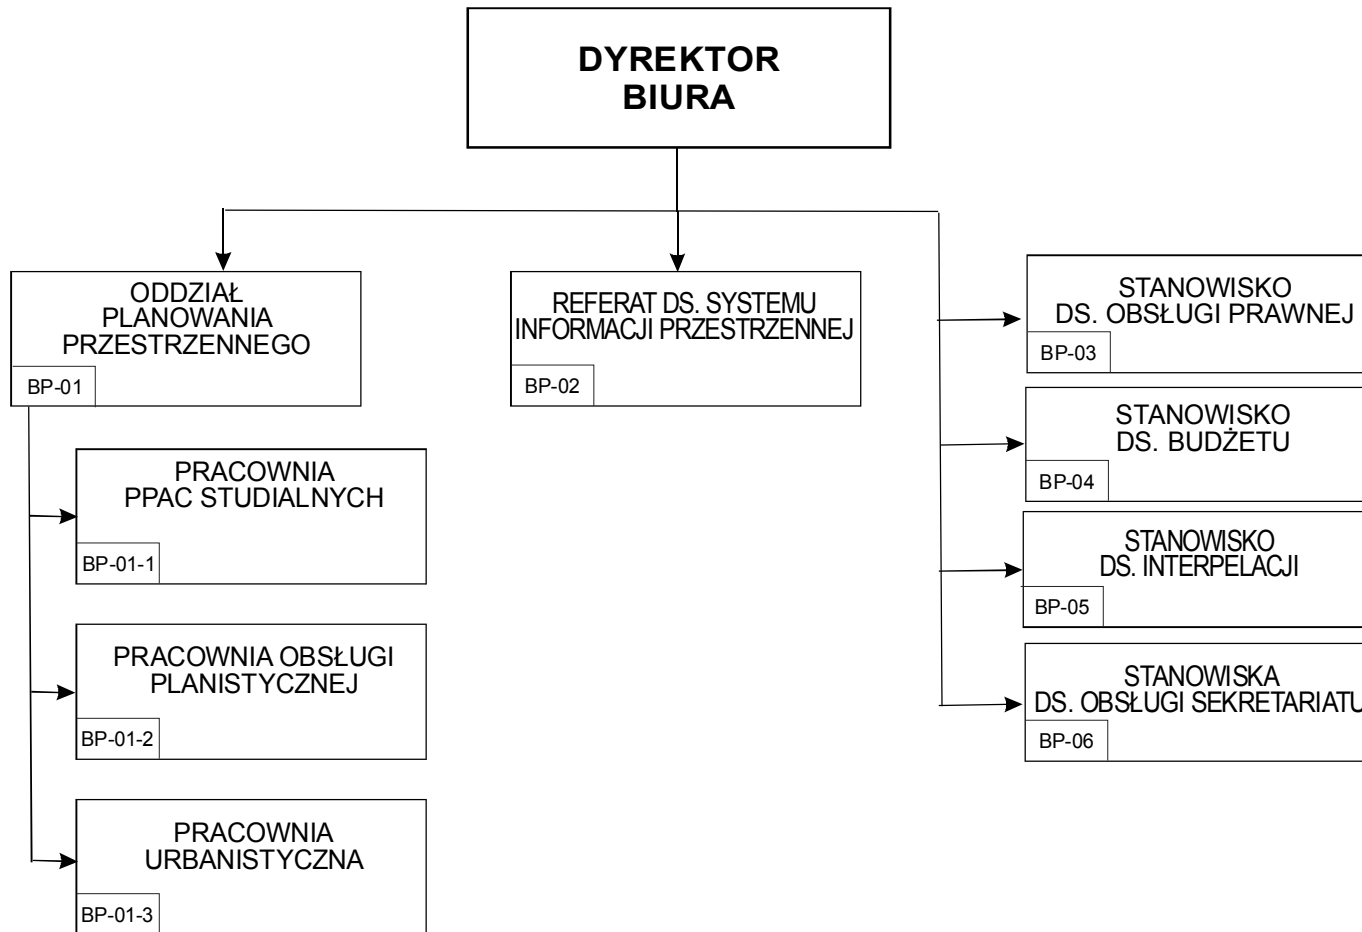 DYREKTOR
BIURA
ODDZIAŁ
PLANOWANIA
PRZESTRZENNEGO
BP-01
PRACOWNIA
PPAC STUDIALNYCH
BP-01-1
PRACOWNIA OBSŁUGI
PLANISTYCZNEJ
BP-01-2
PRACOWNIA
URBANISTYCZNA
BP-01-3
REFERAT DS. SYSTEMU
INFORMACJI PRZESTRZENNEJ
BP-02
STANOWISKO
DS. OBSŁUGI PRAWNEJ
BP-03
STANOWISKO
DS. BUDŻETU
BP-04
STANOWISKO
DS. INTERPELACJI
BP-05
STANOWISKA
DS. OBSŁUGI SEKRETARIATU
BP-06